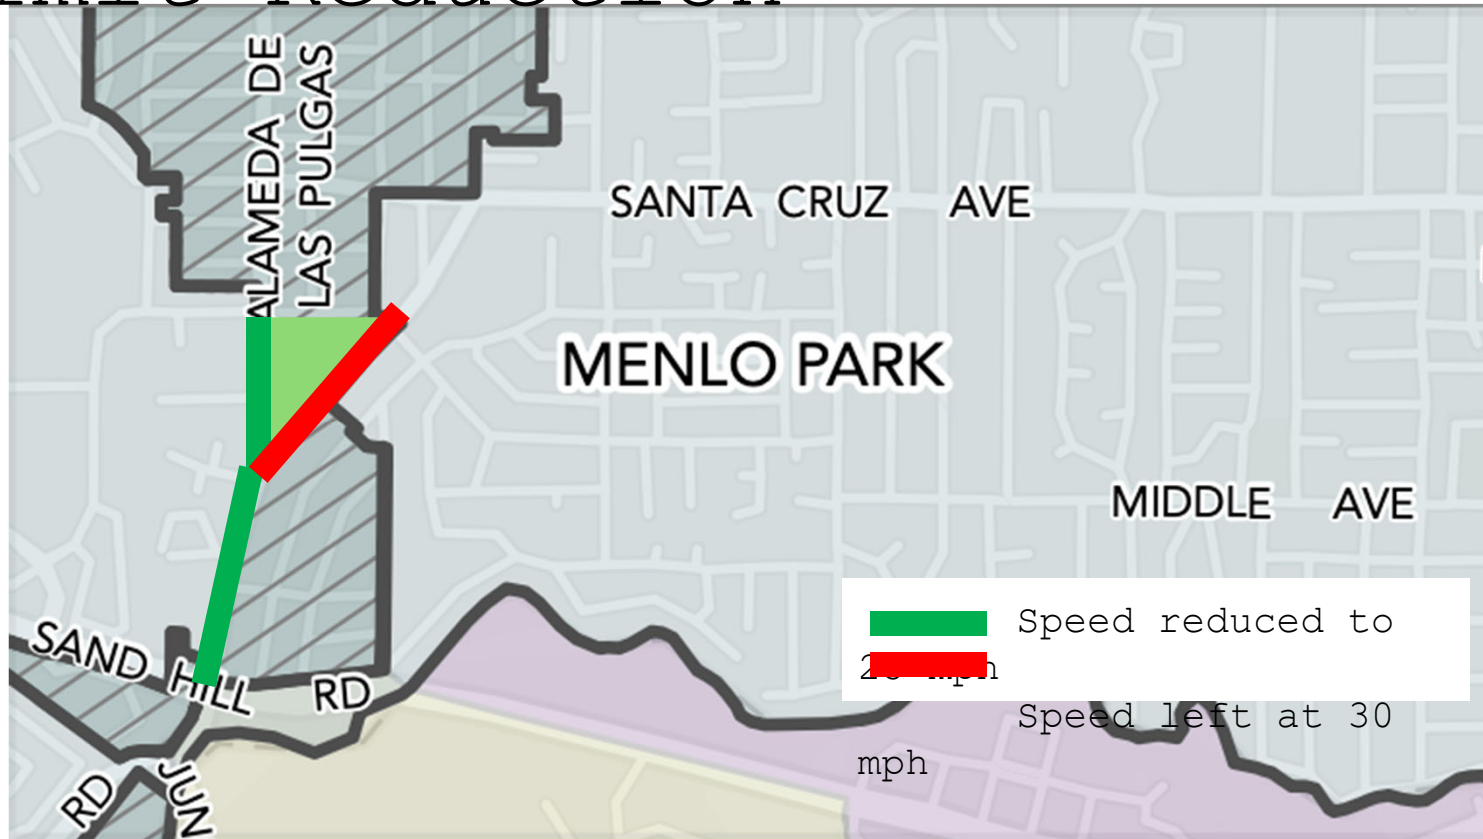 Reduction
ALAMEDA DE
LAS PULGAS
SANTA CRUZ AVE
MENLO PARK
MIDDLE AVE
SAND HILL RD
RD
JUN
Speed reduced to
mph
Speed left at 30
mph